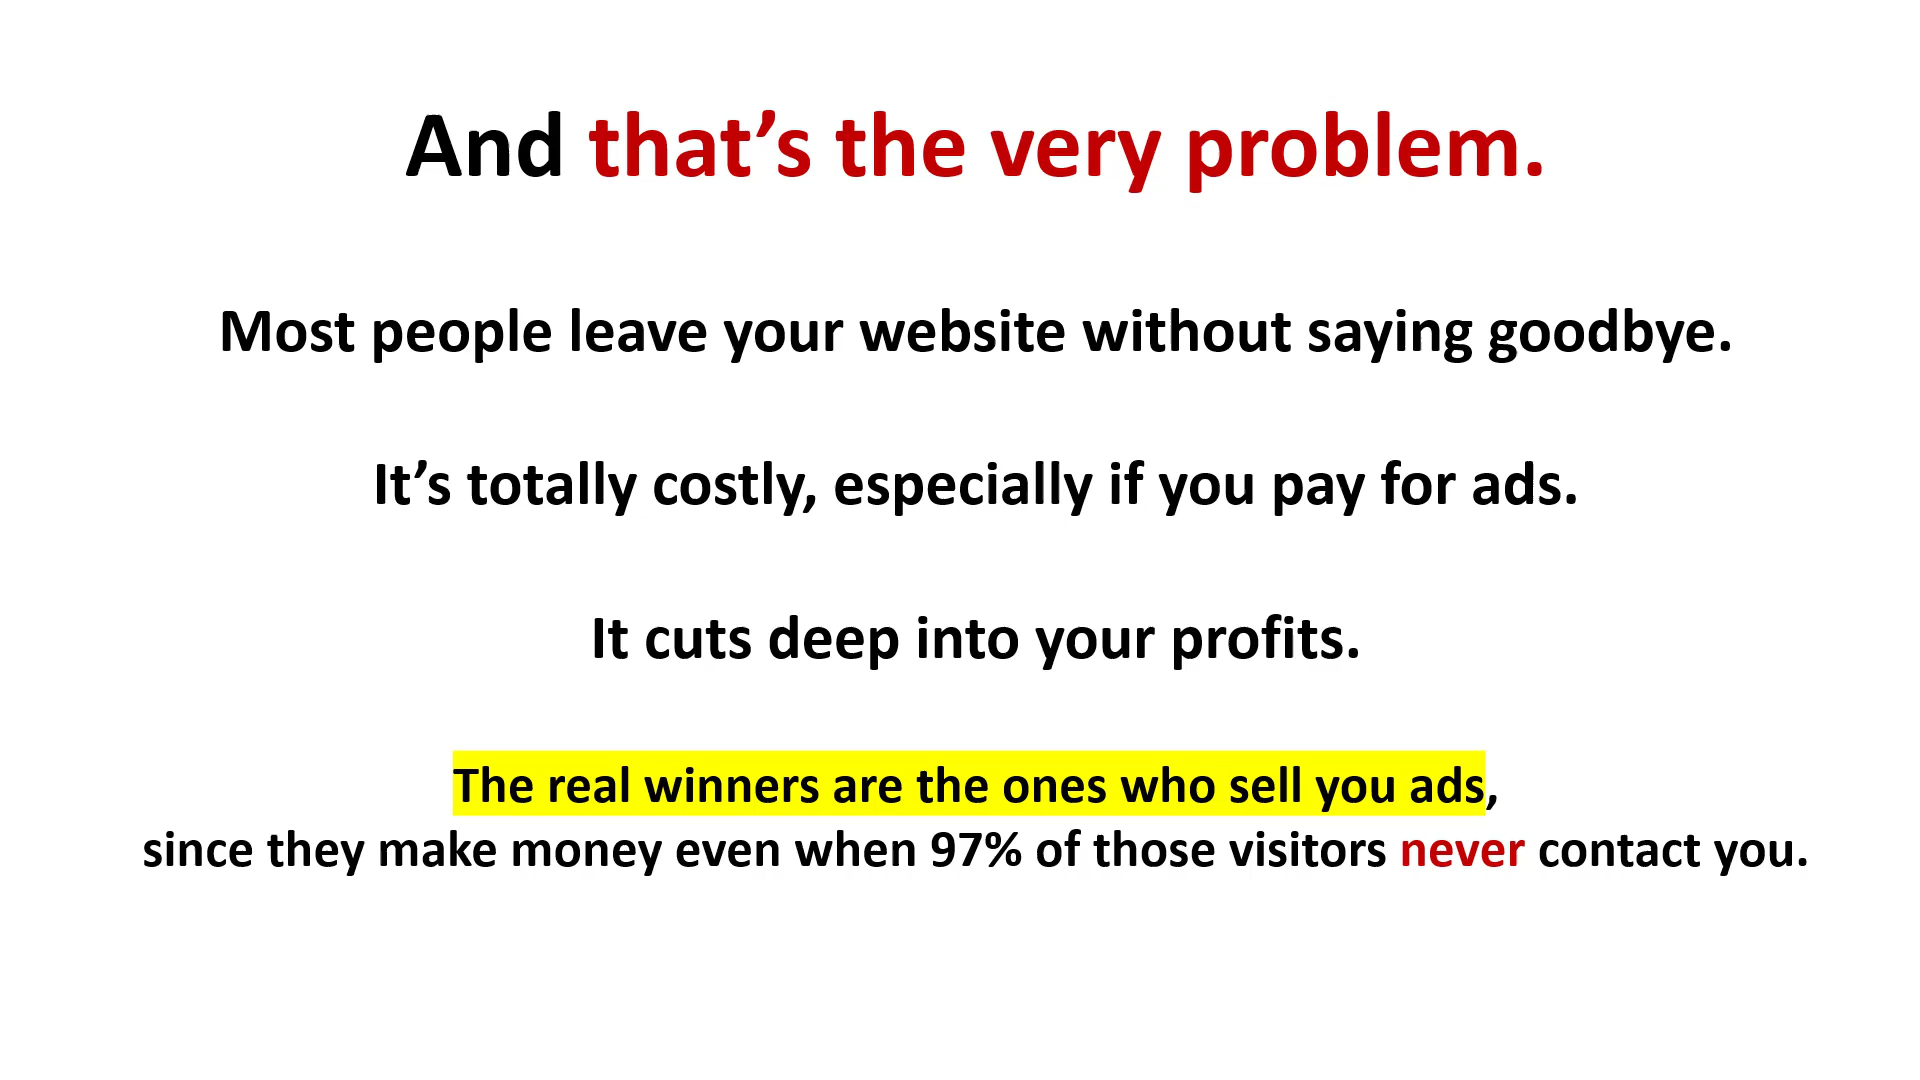 And that’s the very problem.
Most people leave your website without saying goodbye.
It’s totally costly, especially if you pay for ads.
It cuts deep into your profits.
The real winners are the ones who sell you ads,
since they make money even when 97% of those visitors never contact you.